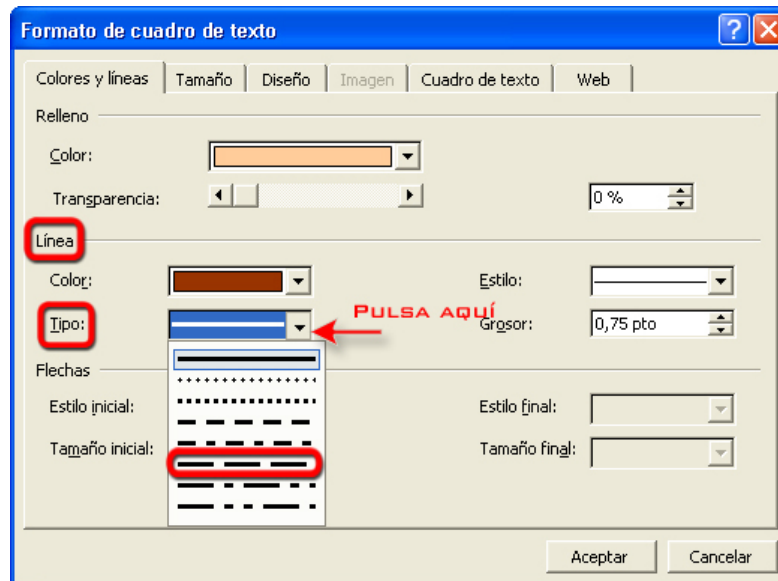 Formato de cuadro de texto
Colores y líneas Tamaño Diseño Imagen Cuadro de texto Web
Relleno
Color:
Transparencia: 0 %
Línea
Color: Estilo:
Tipo: Pulsa aquí Grosor: 0,75 pto
Flechas
Estilo inicial: Estilo final:
Tamaño inicial: Tamaño final:
Aceptar Cancelar